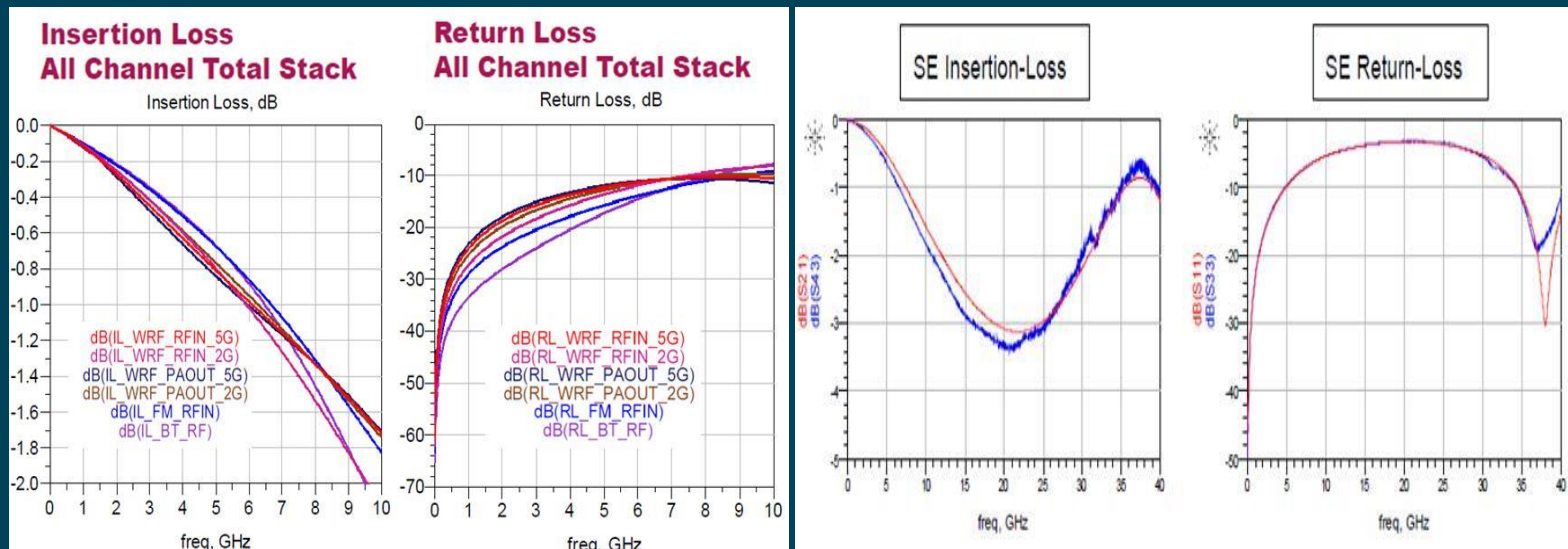 Insertion Loss
All Channel Total Stack
Insertion Loss, dB
0.0
-0.2
-0.4
-0.6
-0.8
-1.0
-1.2
-1.4
-1.6
-1.8
-2.0
dB(IL_WRF_RFIN_5G)
dB(IL_WRF_RFIN_2G)
dB(IL_WRF_PAOUT_5G)
dB(IL_WRF_PAOUT_2G)
dB(IL_FM_RFIN)
dB(IL_BT_RF)
0 1 2 3 4 5 6 7 8 9 10
freq, GHz
Return Loss
All Channel Total Stack
Return Loss, dB
0
-10
-20
-30
-40
-50
-60
-70
dB(RL_WRF_RFIN_5G)
dB(RL_WRF_RFIN_2G)
dB(RL_WRF_PAOUT_5G)
dB(RL_WRF_PAOUT_2G)
dB(RL_FM_RFIN)
dB(RL_BT_RF)
0 1 2 3 4 5 6 7 8 9 10
freq, GHz
SE Insertion-Loss
dB(S21)
dB(S43)
0
-1
-2
-3
-4
-5
0 5 10 15 20 25 30 35 40
freq, GHz
SE Return-Loss
dB(S11)
dB(S33)
0
-10
-20
-30
-40
-50
0 5 10 15 20 25 30 35 40
freq, GHz